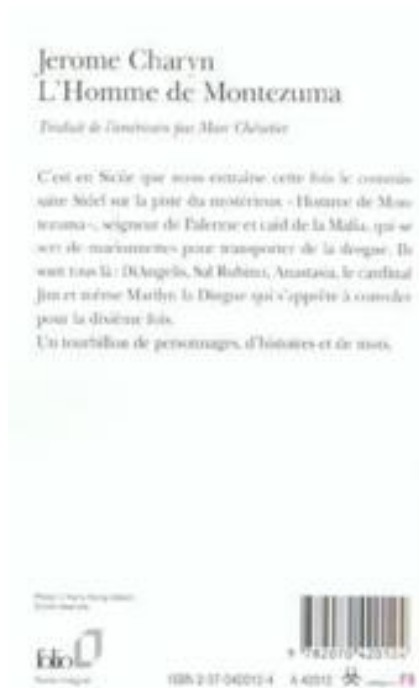 Jerome Charyn
L'Homme de Montezuma
Traduit de l'américain par Marc Chénetier
C'est en Sicile que nous entraîne cette fois le commis-
saire Sidel sur la piste du mystérieux « Homme de Mon-
tezuma », seigneur de Palerme et caïd de la Mafia, qui se
sert de marionnettes pour transporter de la drogue. Ils
sont tous là : DiAngelis, Sal Rubino, Anastasia, le cardinal
Jim et même Marilyn la Dingue qui s'apprête à convoler
pour la dixième fois.
Un tourbillon de personnages, d'histoires et de mots.
folio
ISBN 2-07-042012-4 A 42012